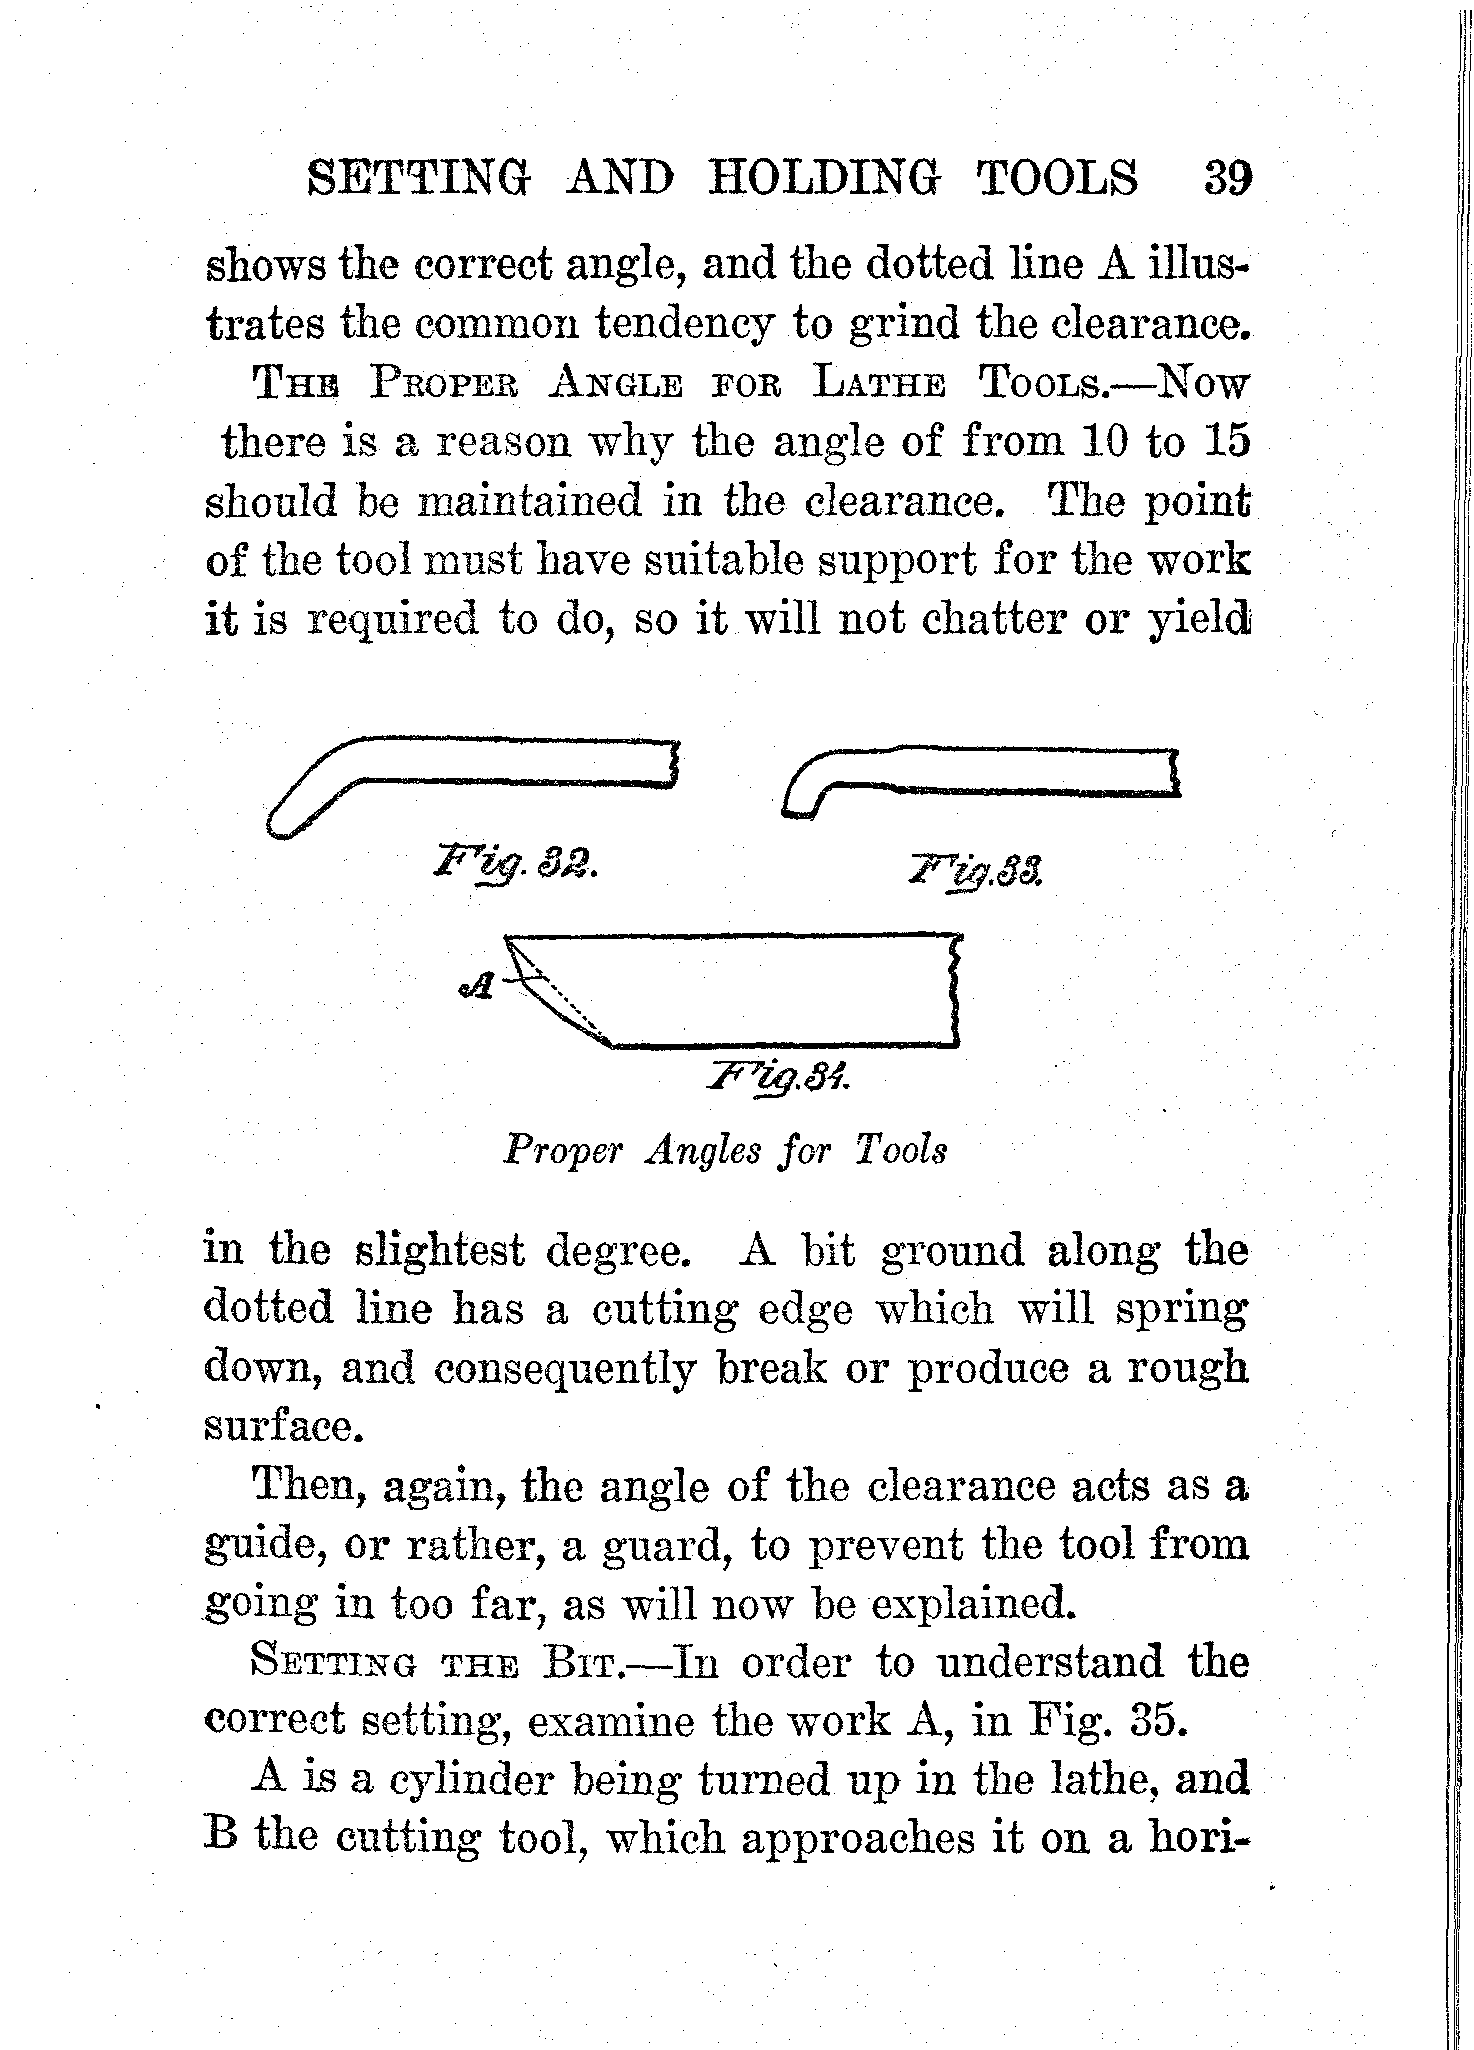 SETTING AND HOLDING TOOLS 39
shows the correct angle, and the dotted line A illus-
trates the common tendency to grind the clearance.
THE PROPER ANGLE FOR LATHE TOOLS.—Now
there is a reason why the angle of from 10 to 15
should be maintained in the clearance. The point
of the tool must have suitable support for the work
it is required to do, so it will not chatter or yield
Fig. 32.
Fig. 33.
A
Fig. 34.
Proper Angles for Tools
in the slightest degree. A bit ground along the
dotted line has a cutting edge which will spring
down, and consequently break or produce a rough
surface.
Then, again, the angle of the clearance acts as a
guide, or rather, a guard, to prevent the tool from
going in too far, as will now be explained.
SETTING THE BIT.—In order to understand the
correct setting, examine the work A, in Fig. 35.
A is a cylinder being turned up in the lathe, and
B the cutting tool, which approaches it on a hori-